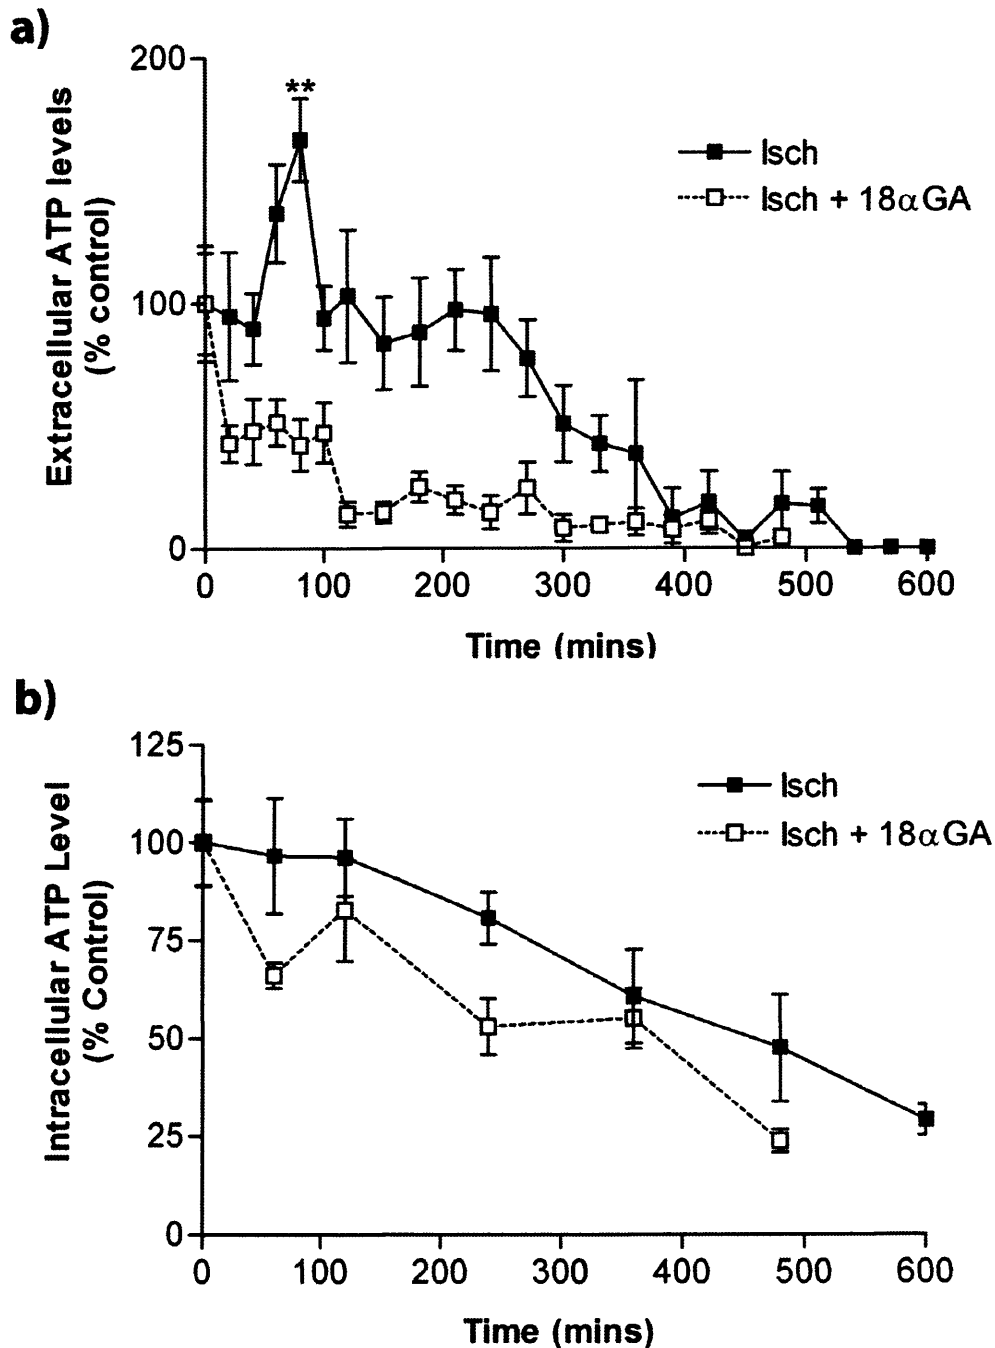 a)
200
100
0
Extracellular ATP levels
(% control)
**
Isch
Isch + 18αGA
0 100 200 300 400 500 600
Time (mins)
b)
125
100
75
50
25
0
Intracellular ATP Level
(% Control)
Isch
Isch + 18αGA
0 100 200 300 400 500 600
Time (mins)